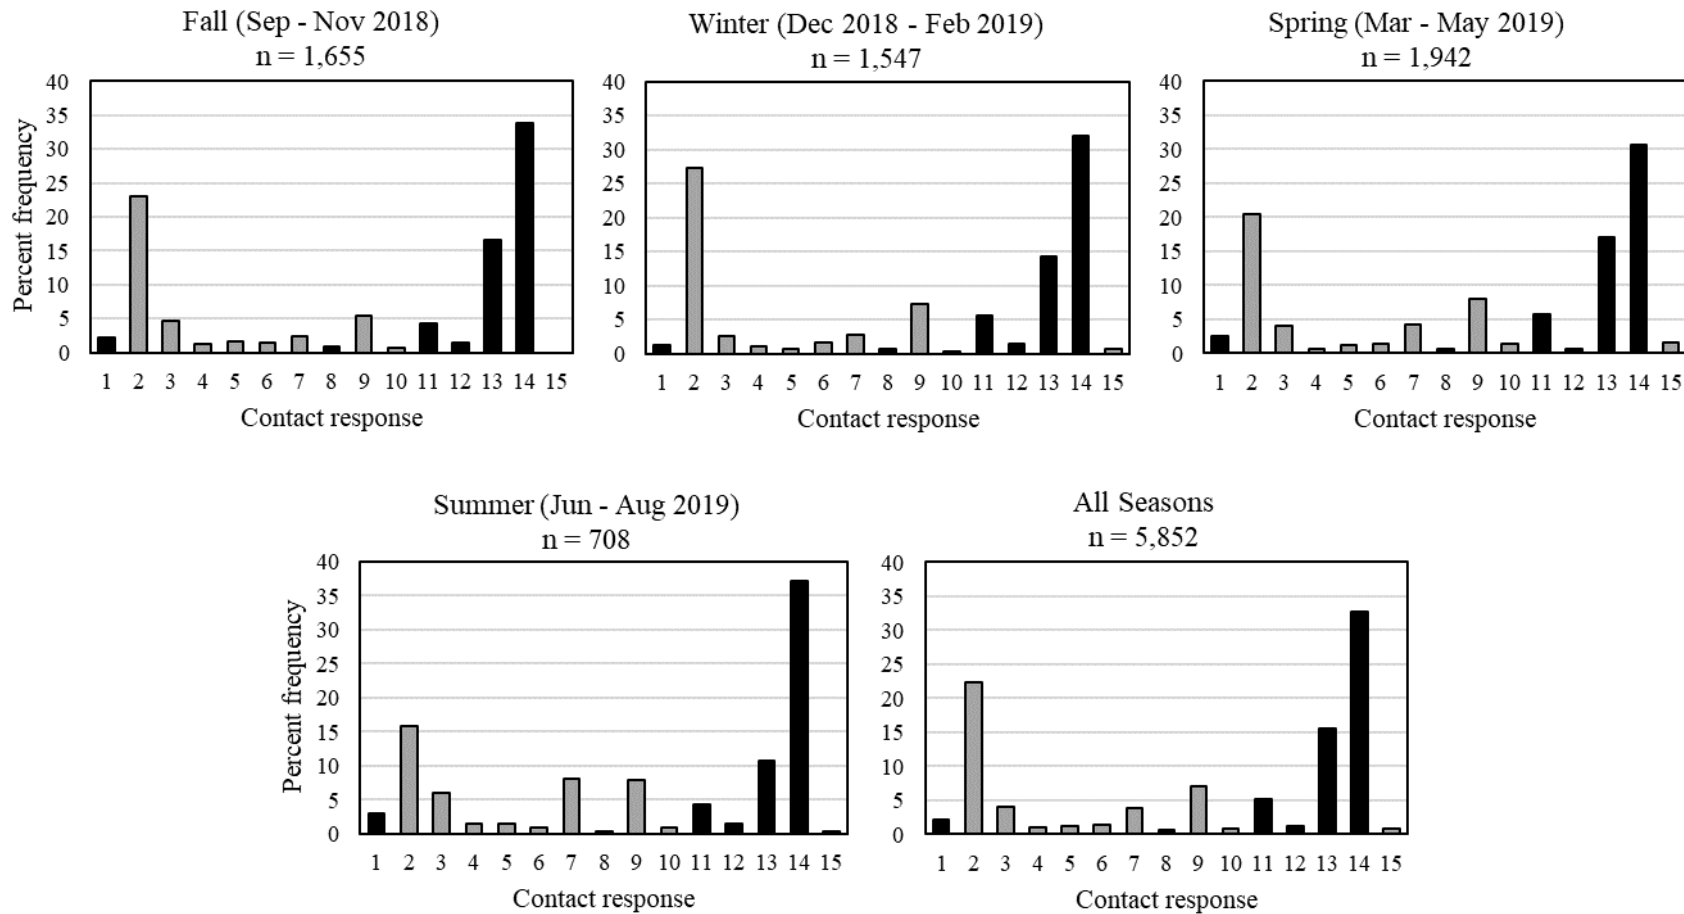 Fall (Sep - Nov 2018)
n = 1,655
Winter (Dec 2018 - Feb 2019)
n = 1,547
Spring (Mar - May 2019)
n = 1,942
Percent frequency
40
35
30
25
20
15
10
5
0
1 2 3 4 5 6 7 8 9 10 11 12 13 14 15
Contact response
40
35
30
25
20
15
10
5
0
1 2 3 4 5 6 7 8 9 10 11 12 13 14 15
Contact response
40
35
30
25
20
15
10
5
0
1 2 3 4 5 6 7 8 9 10 11 12 13 14 15
Contact response
Summer (Jun - Aug 2019)
n = 708
All Seasons
n = 5,852
Percent frequency
40
35
30
25
20
15
10
5
0
1 2 3 4 5 6 7 8 9 10 11 12 13 14 15
Contact response
40
35
30
25
20
15
10
5
0
1 2 3 4 5 6 7 8 9 10 11 12 13 14 15
Contact response